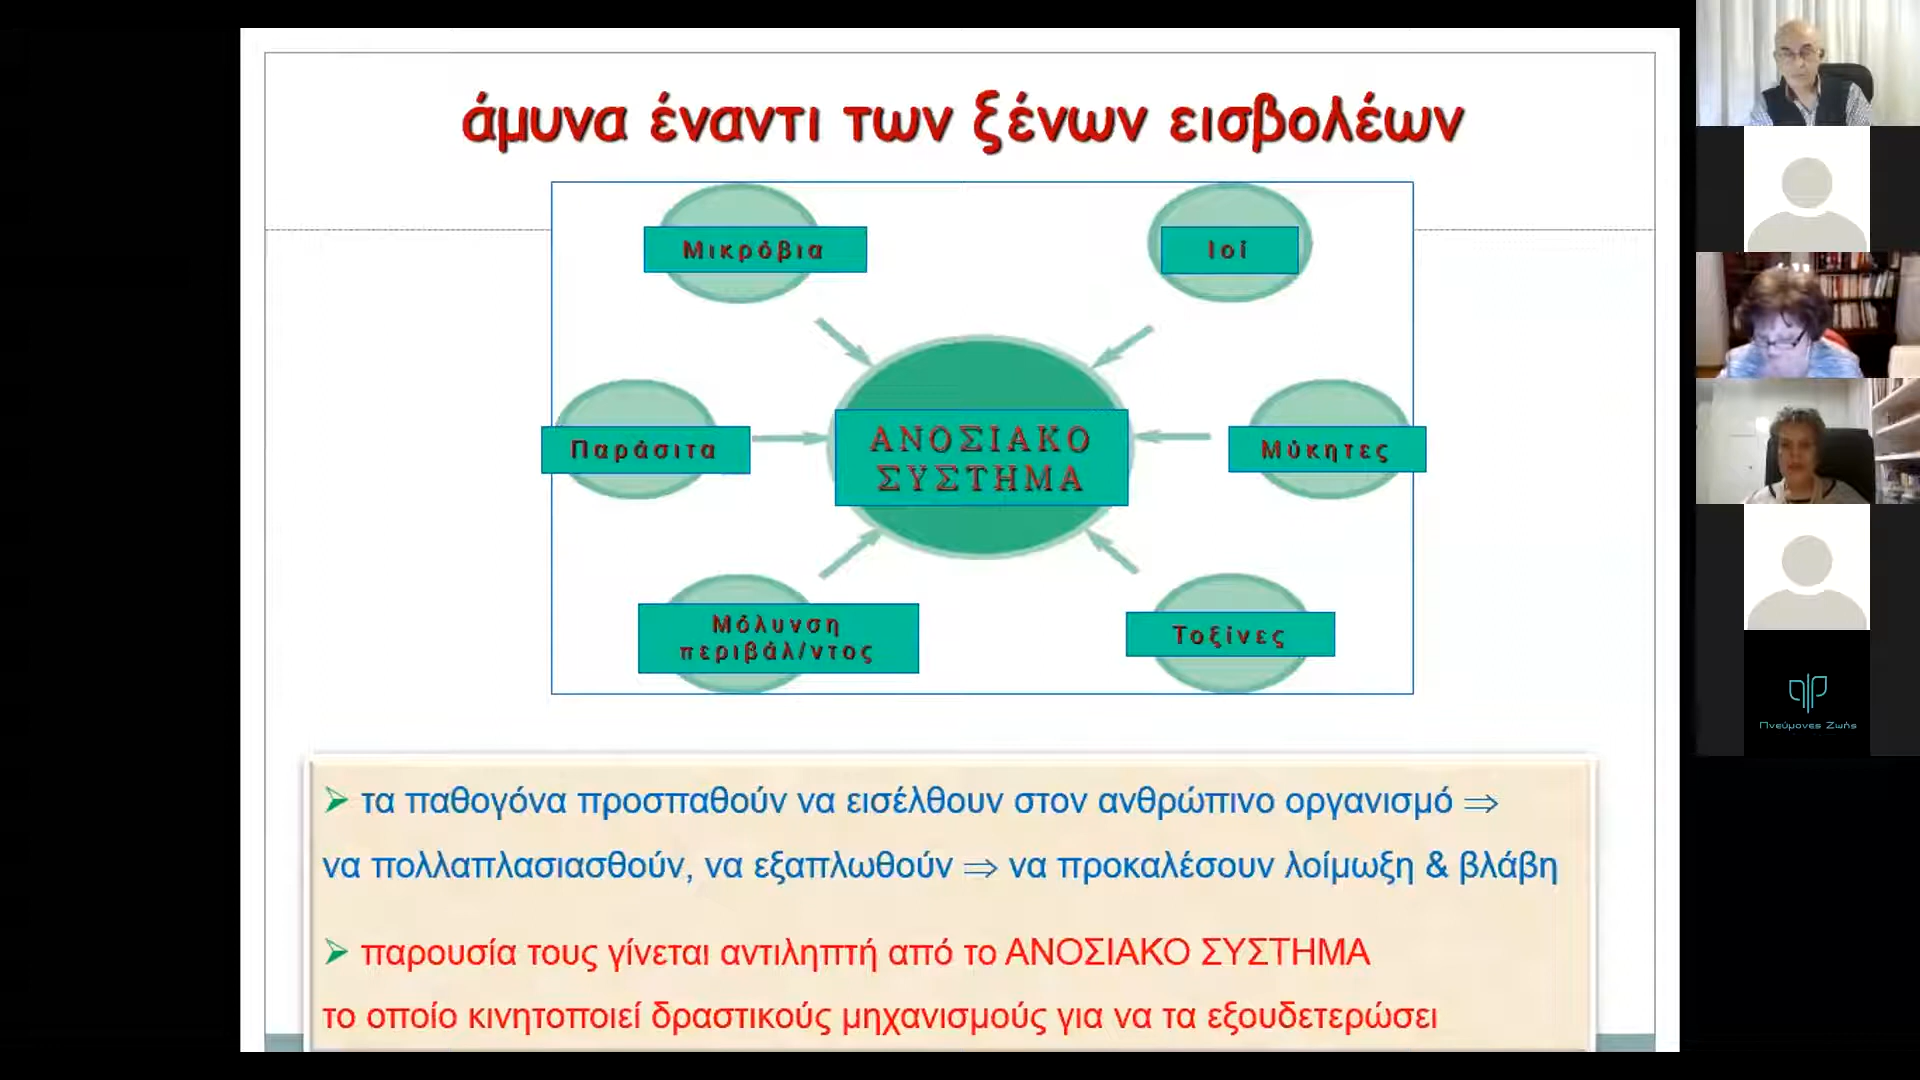 άμυνα έναντι των ξένων εισβολέων
Μικρόβια
Ιοί
Παράσιτα
ΑΝΟΣΙΑΚΟ
ΣΥΣΤΗΜΑ
Μύκητες
Μόλυνση
περιβάλ/ντος
Τοξίνες
➢ τα παθογόνα προσπαθούν να εισέλθουν στον ανθρώπινο οργανισμό ⇒
να πολλαπλασιασθούν, να εξαπλωθούν ⇒ να προκαλέσουν λοίμωξη & βλάβη
➢ παρουσία τους γίνεται αντιληπτή από το ΑΝΟΣΙΑΚΟ ΣΥΣΤΗΜΑ
το οποίο κινητοποιεί δραστικούς μηχανισμούς για να τα εξουδετερώσει
Πνεύμονες Ζωής